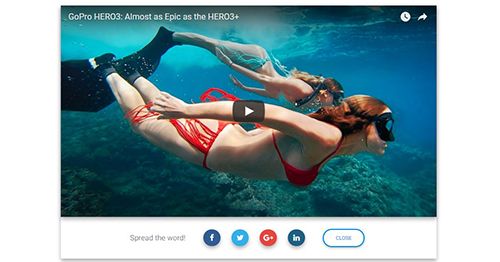 GoPro HERO3: Almost as Epic as the HERO3+
Spread the word!
f
G+
in
CLOSE